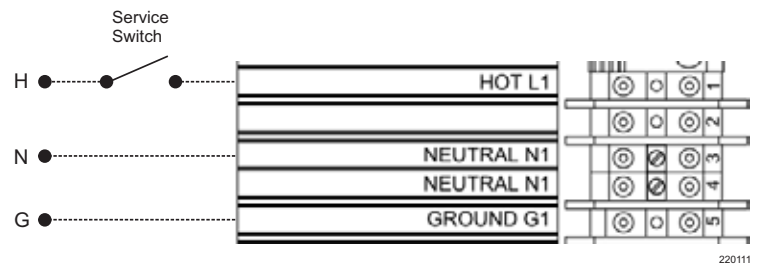 Service
Switch
H
HOT L1
1
2
N
NEUTRAL N1
3
NEUTRAL N1
4
G
GROUND G1
5
220111